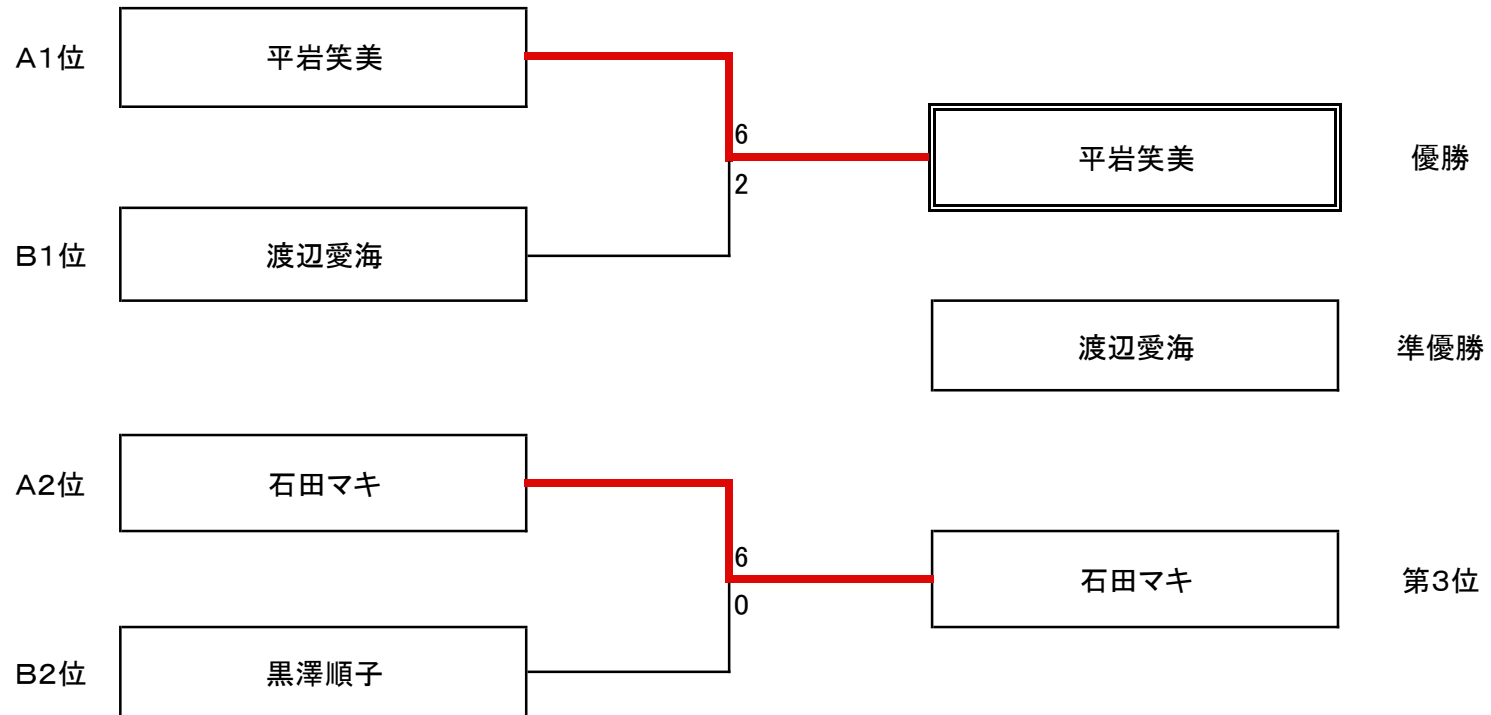 A1位 平岩笑美
6
平岩笑美 優勝
2
B1位 渡辺愛海
渡辺愛海 準優勝
A2位 石田マキ
6
石田マキ 第3位
0
B2位 黒澤順子